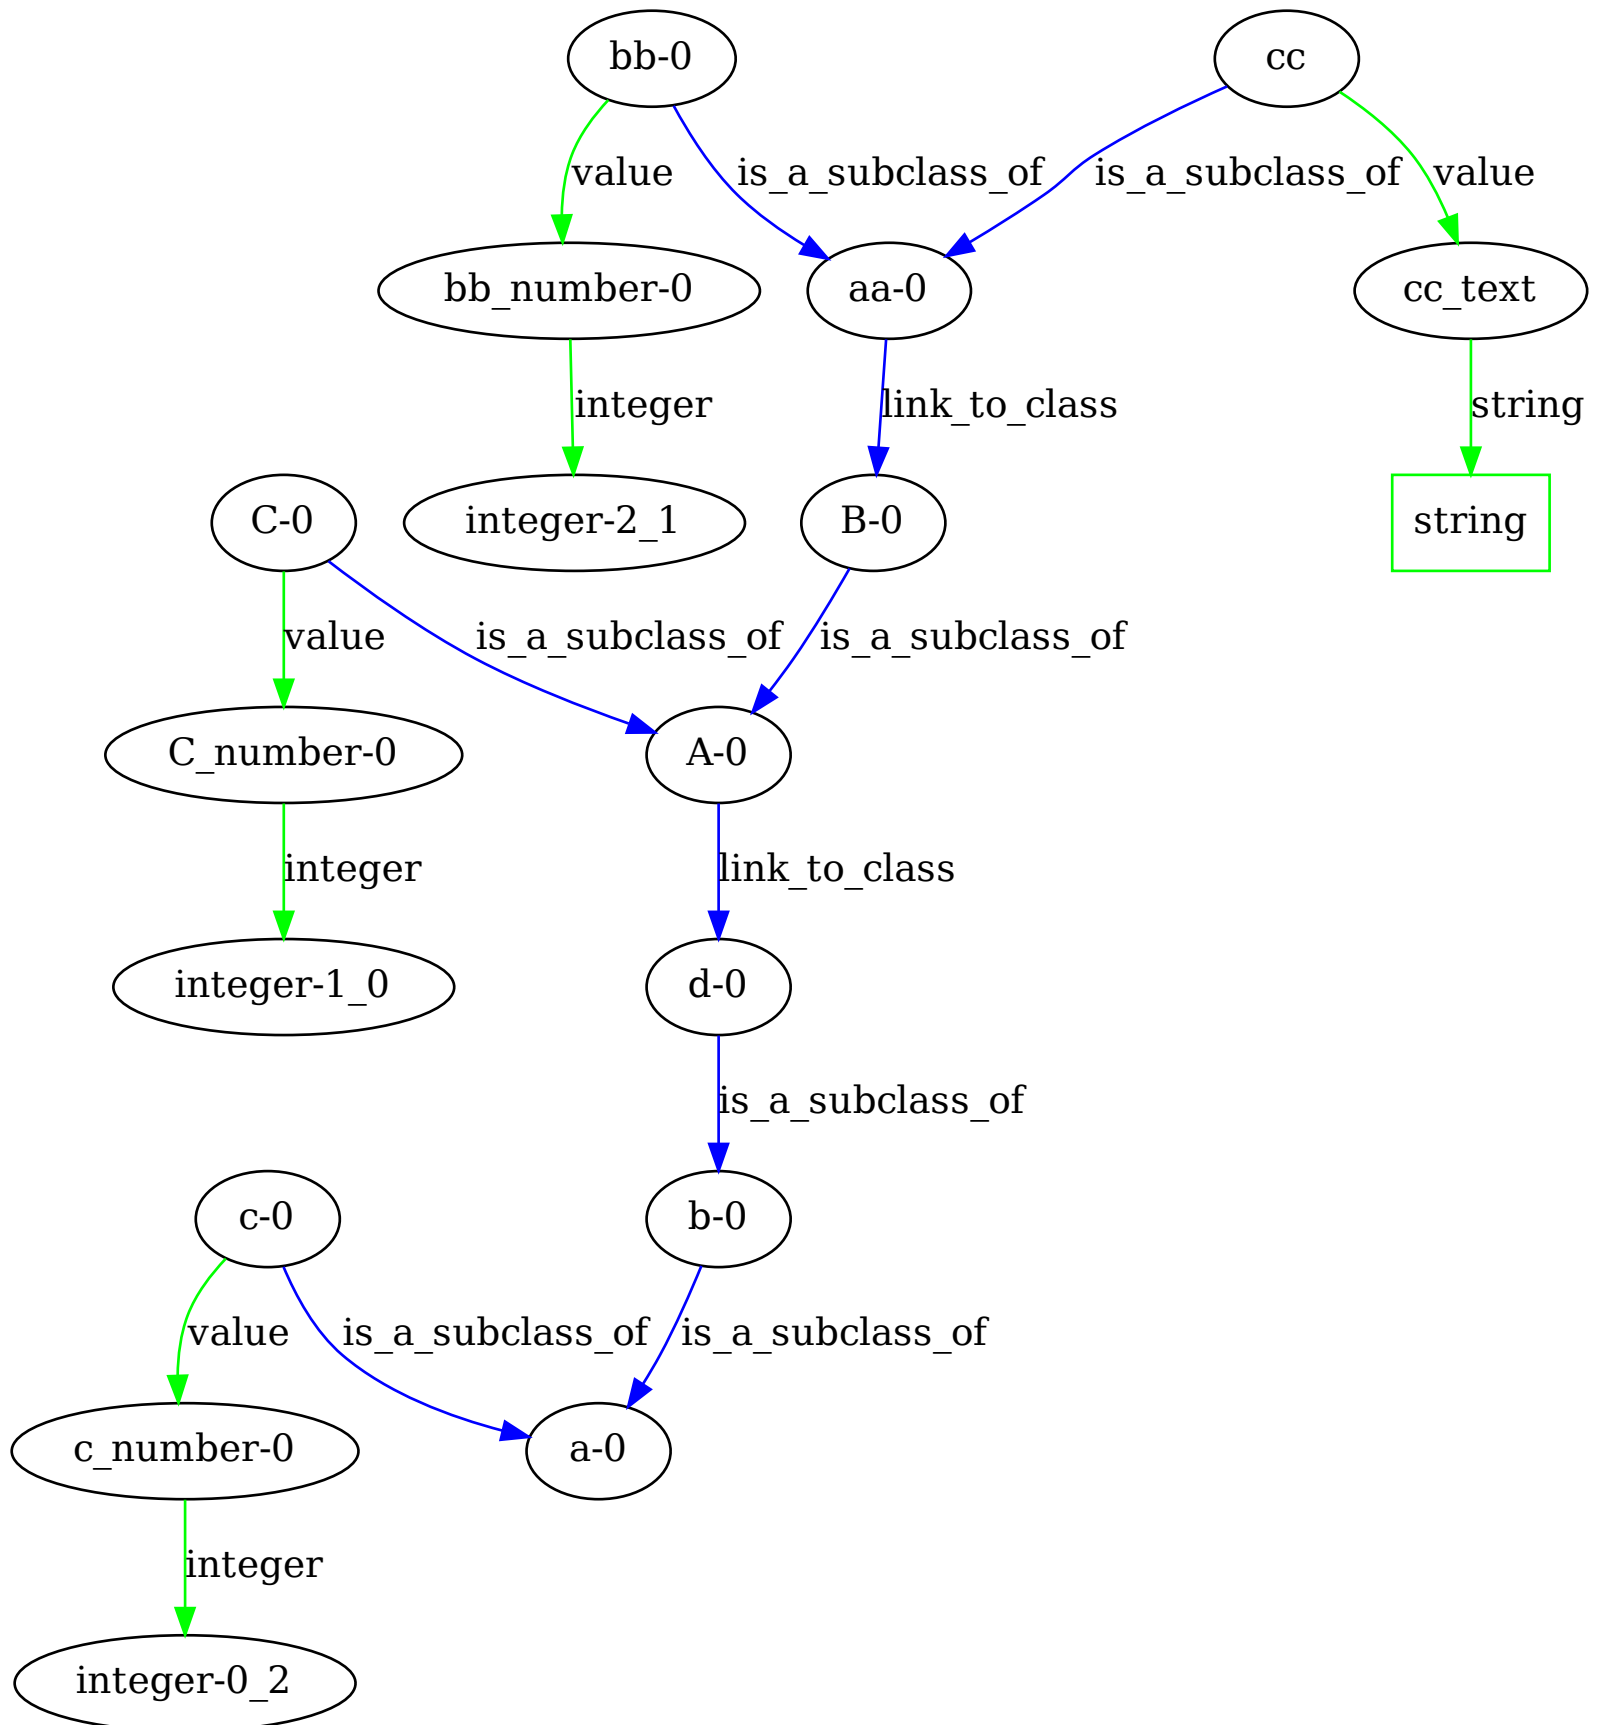 bb-0
cc
value
is_a_subclass_of
is_a_subclass_of
value
bb_number-0
aa-0
cc_text
integer
link_to_class
string
C-0
integer-2_1
B-0
string
value
is_a_subclass_of
is_a_subclass_of
C_number-0
A-0
integer
link_to_class
integer-1_0
d-0
is_a_subclass_of
c-0
b-0
value
is_a_subclass_of
is_a_subclass_of
c_number-0
a-0
integer
integer-0_2